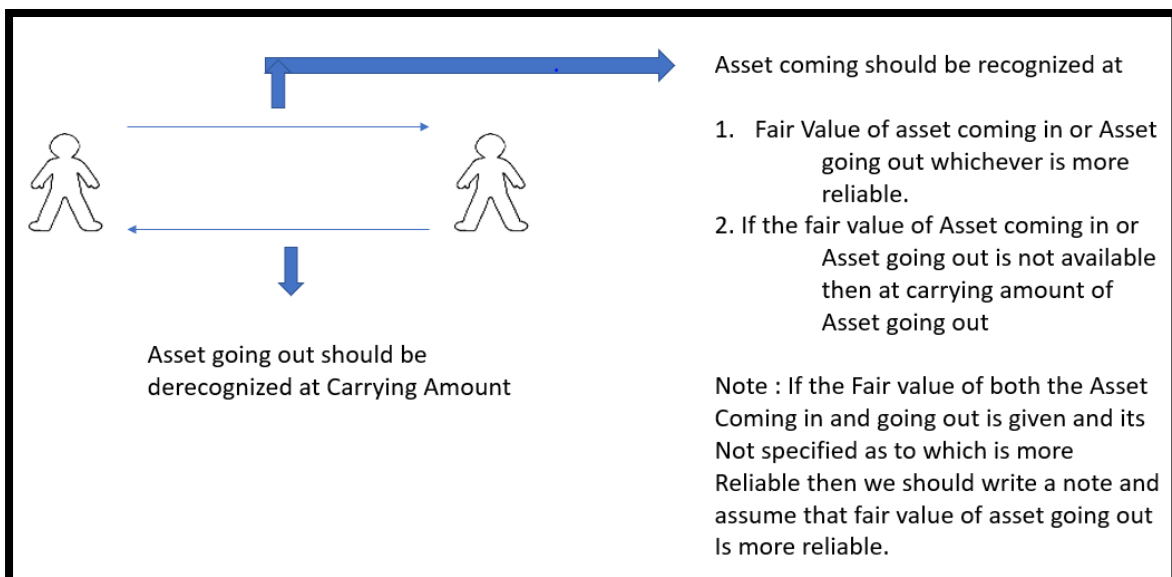 Asset coming should be recognized at
1. Fair Value of asset coming in or Asset
going out whichever is more
reliable.
2. If the fair value of Asset coming in or
Asset going out is not available
then at carrying amount of
Asset going out
Asset going out should be
derecognized at Carrying Amount
Note : If the Fair value of both the Asset
Coming in and going out is given and its
Not specified as to which is more
Reliable then we should write a note and
assume that fair value of asset going out
Is more reliable.